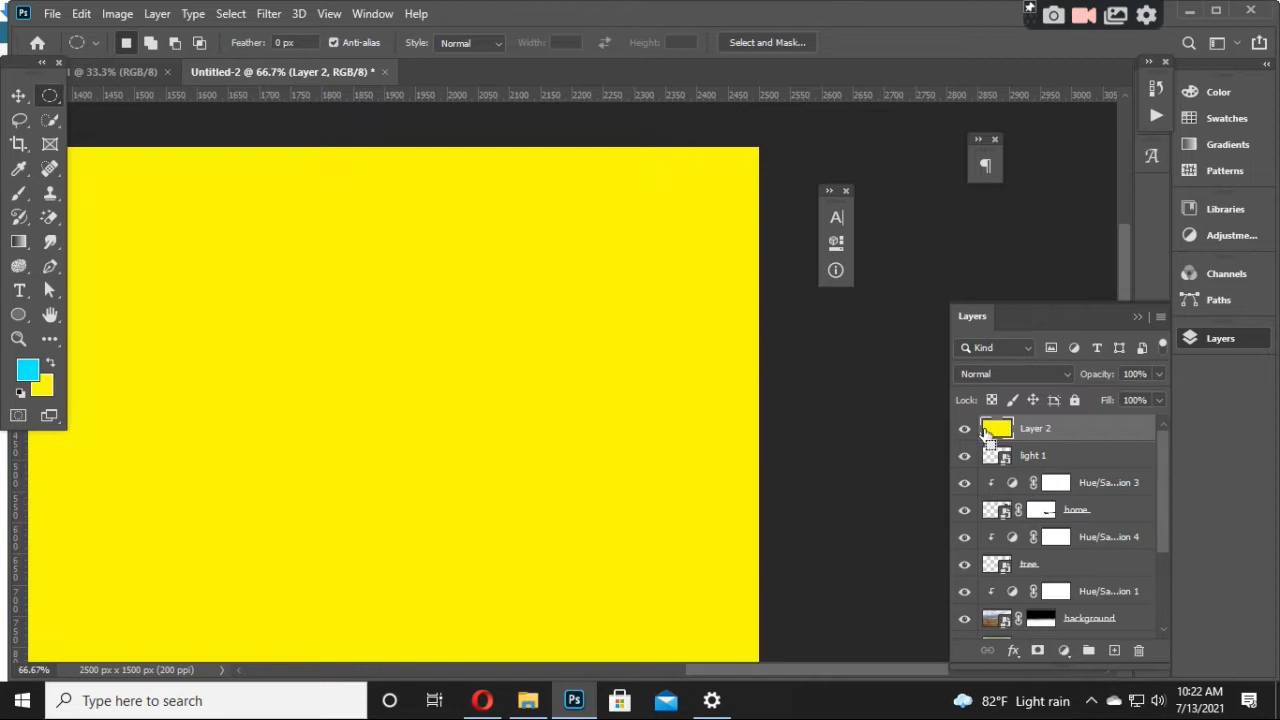 Ps File Edit Image Layer Type Select Filter 3D View Window Help
Feather: 0 px Anti-alias Style: Normal Width: Height: Select and Mask...
l @ 33.3% (RGB/8) × Untitled-2 @ 66.7% (Layer 2, RGB/8) * ×
1400 1450 1500 1550 1600 1650 1700 1750 1800 1850 1900 1950 2000 2050 2100 2150 2200 2250 2300 2350 2400 2450 2500 2550 2600 2650 2700 2750 2800 2850 2900 2950 3000 305
Color
Swatches
Gradients
Patterns
Libraries
Adjustme...
Channels
Paths
Layers
Layers
Kind
Normal Opacity: 100%
Lock: Fill: 100%
Layer 2
light 1
Hue/Sa...ion 3
home
Hue/Sa...ion 4
tree
Hue/Sa...ion 1
background
66.67% 2500 px x 1500 px (200 ppi)
Type here to search
Ps
82°F Light rain
10:22 AM
7/13/2021